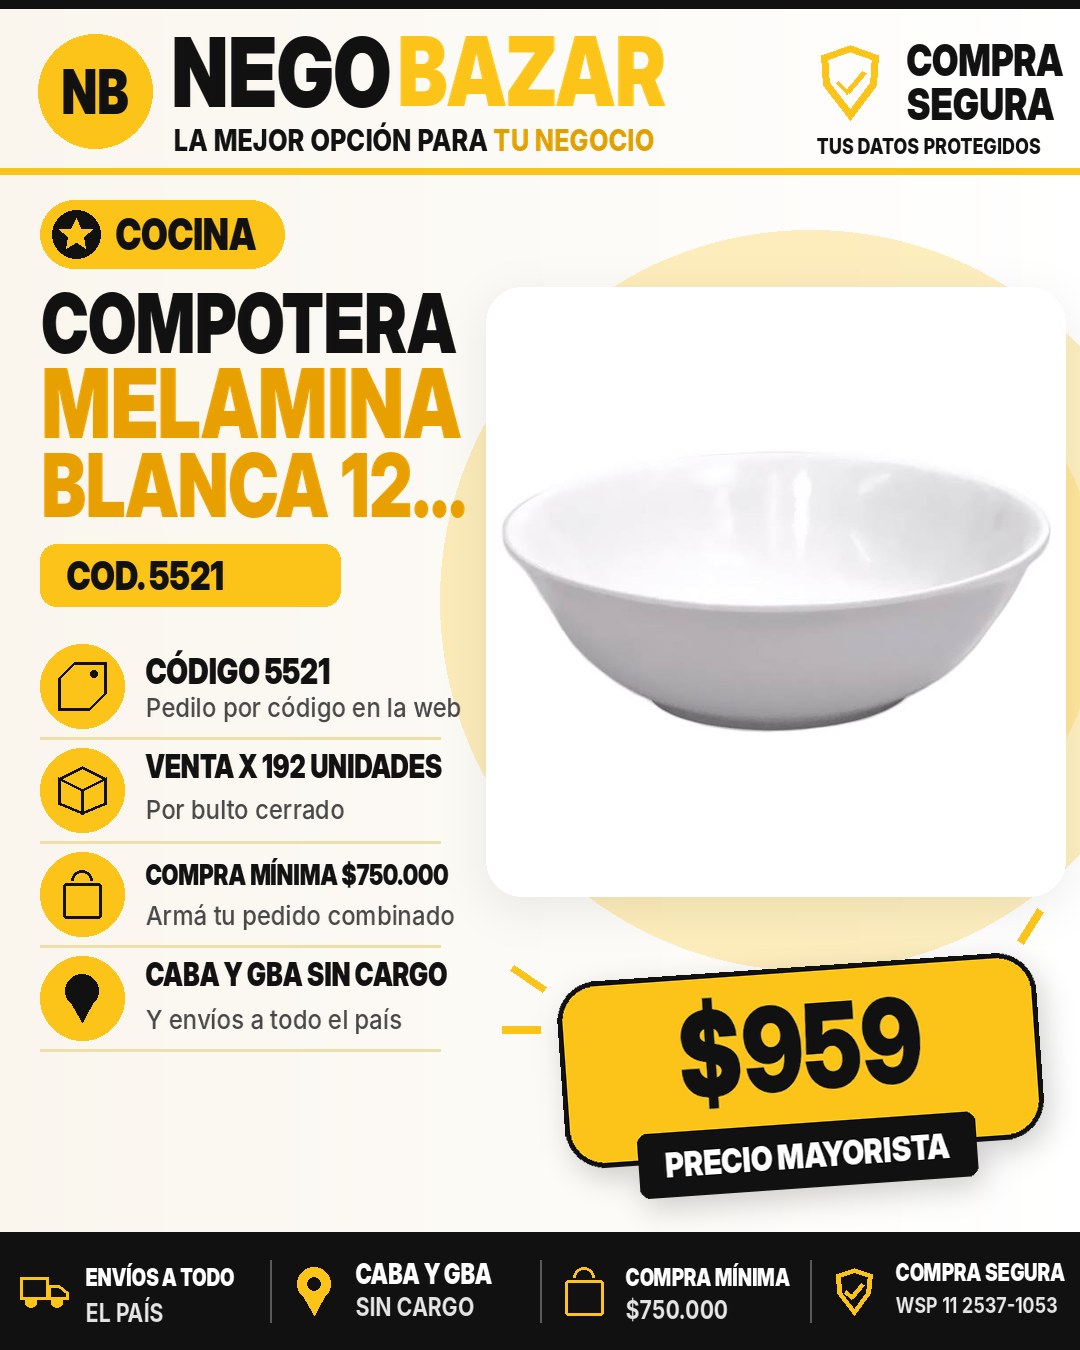 NB
NEGOBAZAR
LA MEJOR OPCIÓN PARA TU NEGOCIO
COMPRA
SEGURA
TUS DATOS PROTEGIDOS
COCINA
COMPOTERA
MELAMINA
BLANCA 12...
COD. 5521
CÓDIGO 5521
Pedilo por código en la web
VENTA X 192 UNIDADES
Por bulto cerrado
COMPRA MÍNIMA $750.000
Armá tu pedido combinado
CABA Y GBA SIN CARGO
Y envíos a todo el país
$959
PRECIO MAYORISTA
ENVÍOS A TODO
EL PAÍS
CABA Y GBA
SIN CARGO
COMPRA MÍNIMA
$750.000
COMPRA SEGURA
WSP 11 2537-1053